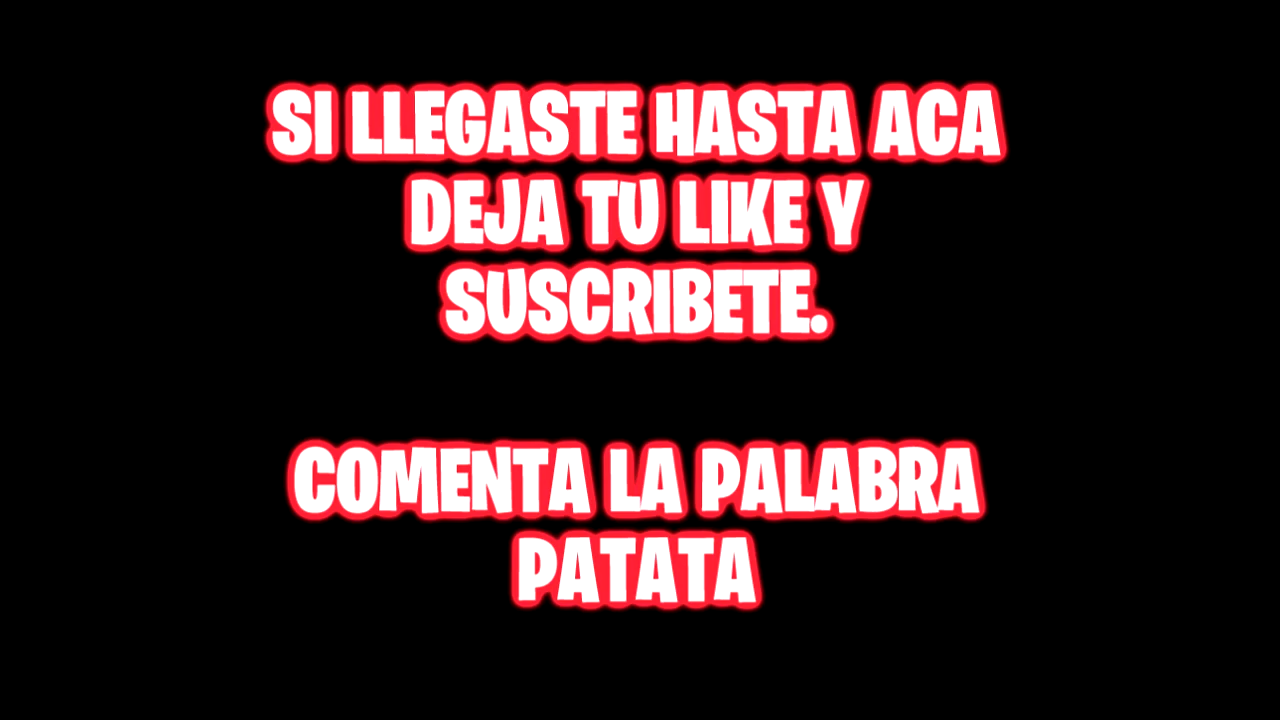 SI LLEGASTE HASTA ACA
DEJA TU LIKE Y
SUSCRIBETE.
COMENTA LA PALABRA
PATATA